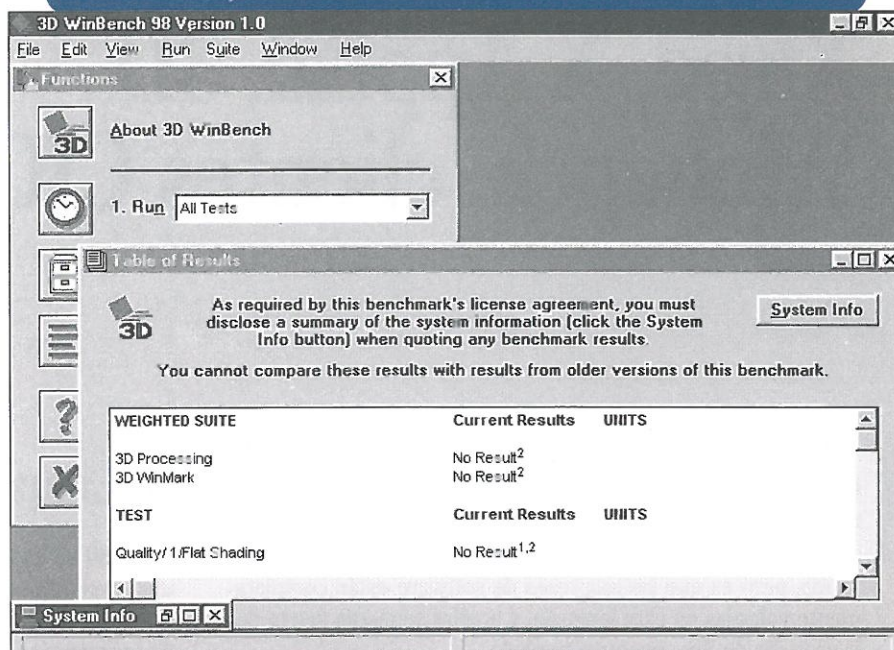 3D WinBench 98 Version 1.0
File Edit View Run Suite Window Help
Functions
3D
About 3D WinBench
1. Run All Tests
Table of Results
3D
As required by this benchmark's license agreement, you must
disclose a summary of the system information (click the System
Info button) when quoting any benchmark results.
System Info
You cannot compare these results with results from older versions of this benchmark.
WEIGHTED SUITE Current Results UNITS
3D Processing No Result2
3D WinMark No Result2
TEST Current Results UNITS
Quality/ 1/Flat Shading No Result1,2
System Info